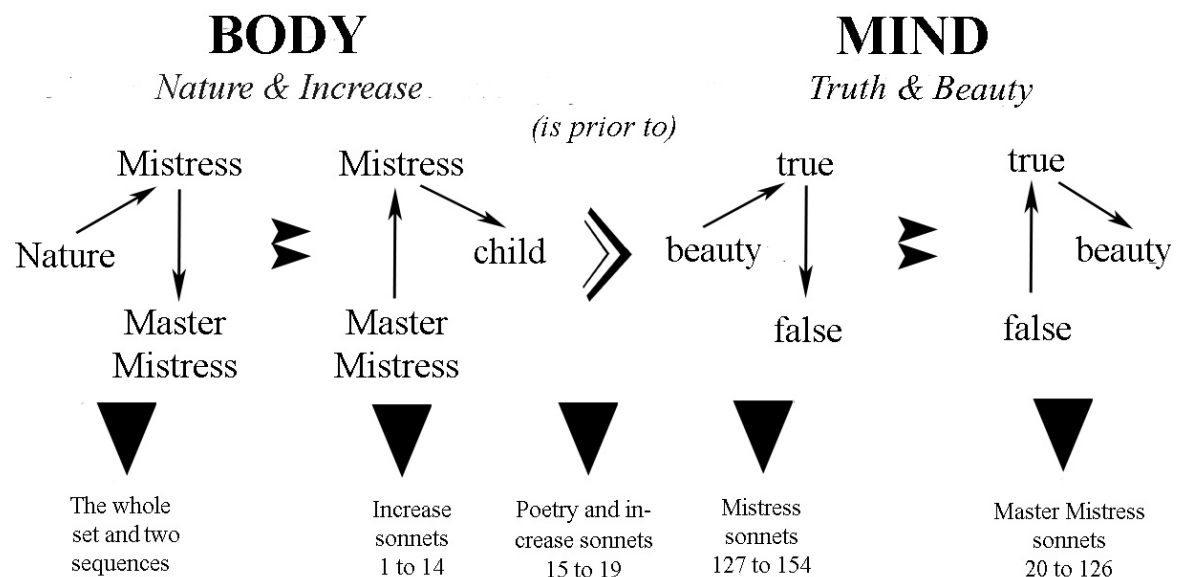 BODY
MIND
Nature & Increase
Truth & Beauty
(is prior to)
Mistress
Mistress
true
true
Nature
child
beauty
beauty
Master
Mistress
Master
Mistress
false
false
The whole
set and two
sequences
Increase
sonnets
1 to 14
Poetry and in-
crease sonnets
15 to 19
Mistress
sonnets
127 to 154
Master Mistress
sonnets
20 to 126